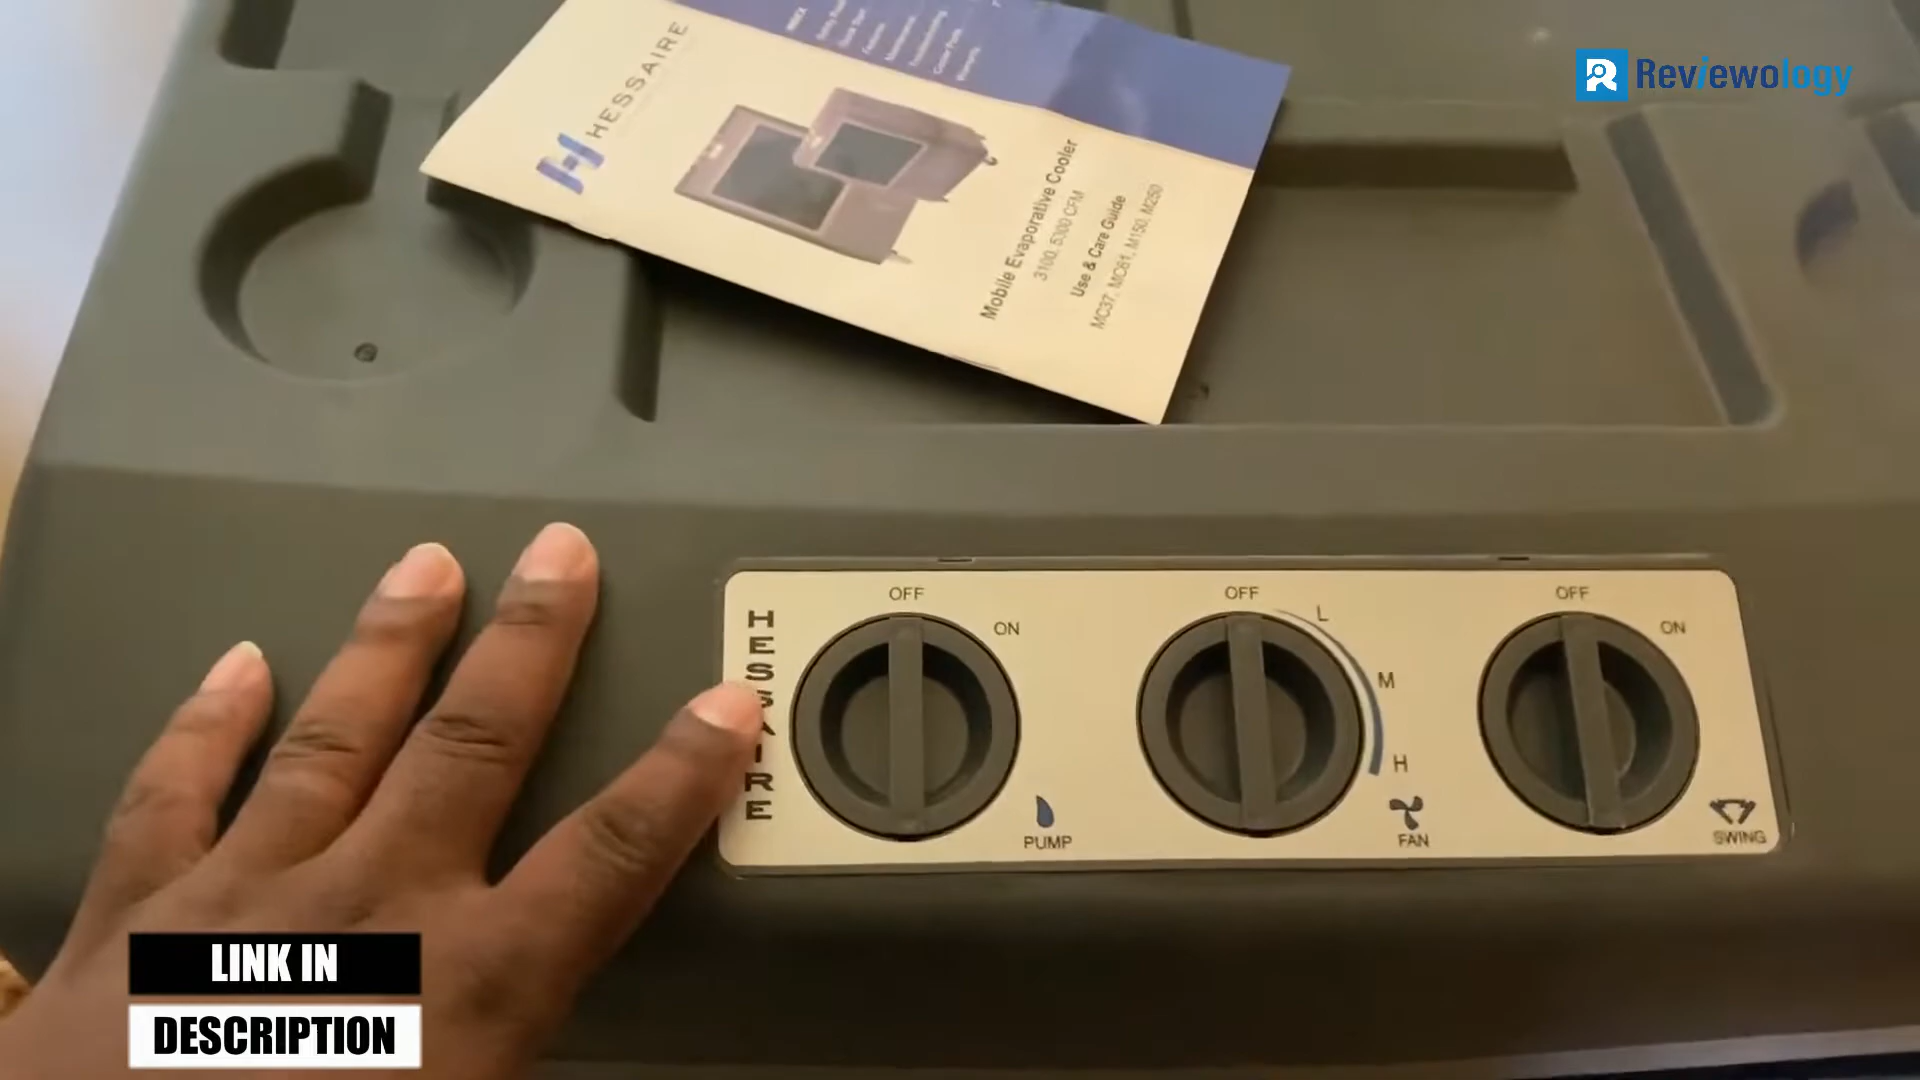 Reviewology
HESSAIRE
INDEX
Mobile Evaporative Cooler
3100, 5300 CFM
Use & Care Guide
MC37, MC61, M150, M250
HESSAIRE
OFF
ON
PUMP
OFF
L
M
H
FAN
OFF
ON
SWING
LINK IN
DESCRIPTION